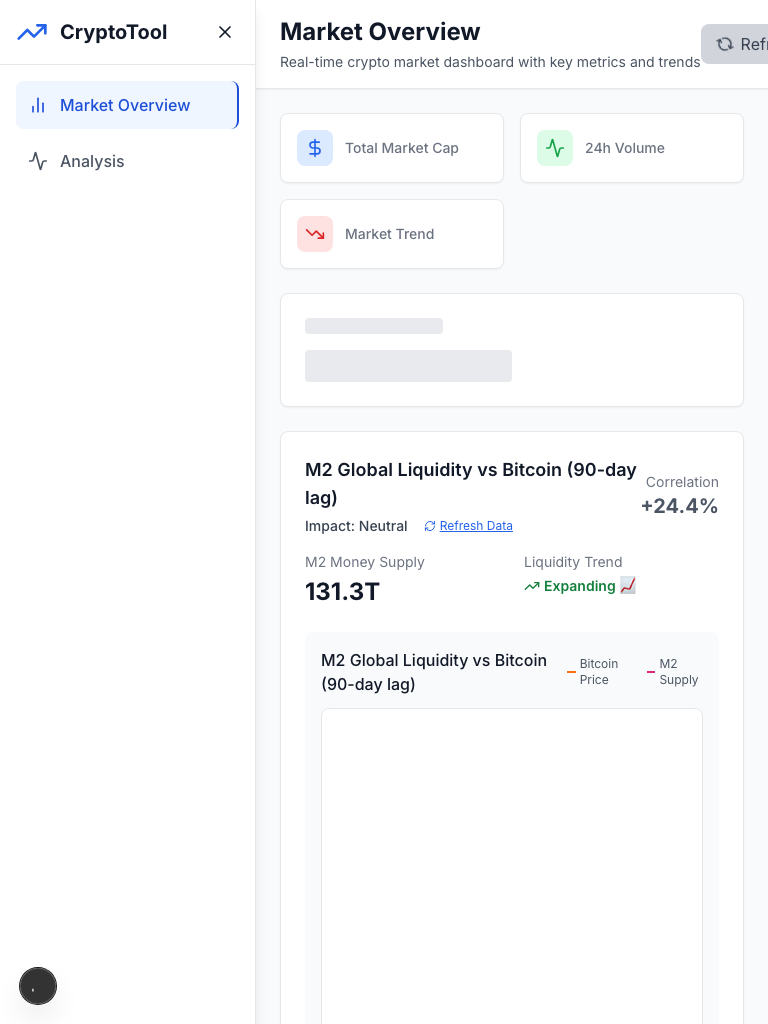 CryptoTool
Market Overview
Analysis
Market Overview
Real-time crypto market dashboard with key metrics and trends
Total Market Cap
24h Volume
Market Trend
M2 Global Liquidity vs Bitcoin (90-day
lag)
Correlation
+24.4%
Impact: Neutral
Refresh Data
M2 Money Supply
131.3T
Liquidity Trend
Expanding 📈
M2 Global Liquidity vs Bitcoin
(90-day lag)
Bitcoin
Price
M2
Supply